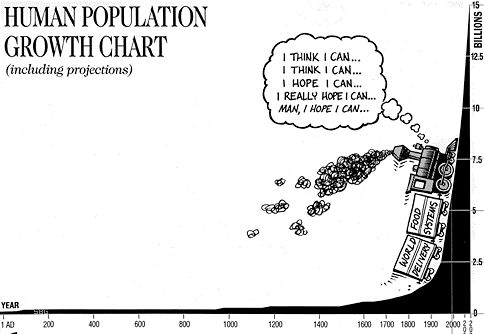 HUMAN POPULATION
GROWTH CHART
(including projections)
I THINK I CAN...
I THINK I CAN...
I HOPE I CAN...
I REALLY HOPE I CAN...
MAN, I HOPE I CAN...
BILLIONS
15
12.5
10
7.5
5
2.5
0
WORLD FOOD
DELIVERY SYSTEMS
YEAR
1 AD 200 400 600 800 1000 1200 1400 1600 1700 1800 1900 2000